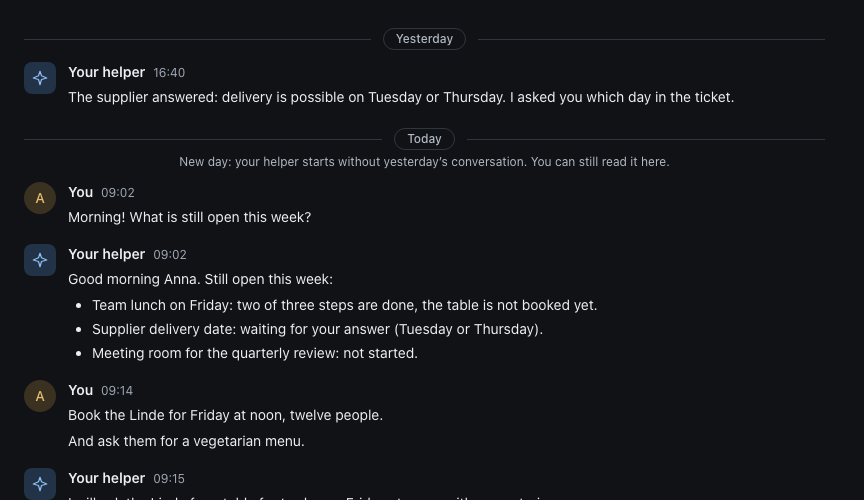 Yesterday
Your helper 16:40
The supplier answered: delivery is possible on Tuesday or Thursday. I asked you which day in the ticket.
Today
New day: your helper starts without yesterday's conversation. You can still read it here.
A You 09:02
Morning! What is still open this week?
Your helper 09:02
Good morning Anna. Still open this week:
• Team lunch on Friday: two of three steps are done, the table is not booked yet.
• Supplier delivery date: waiting for your answer (Tuesday or Thursday).
• Meeting room for the quarterly review: not started.
A You 09:14
Book the Linde for Friday at noon, twelve people.
And ask them for a vegetarian menu.
Your helper 09:15